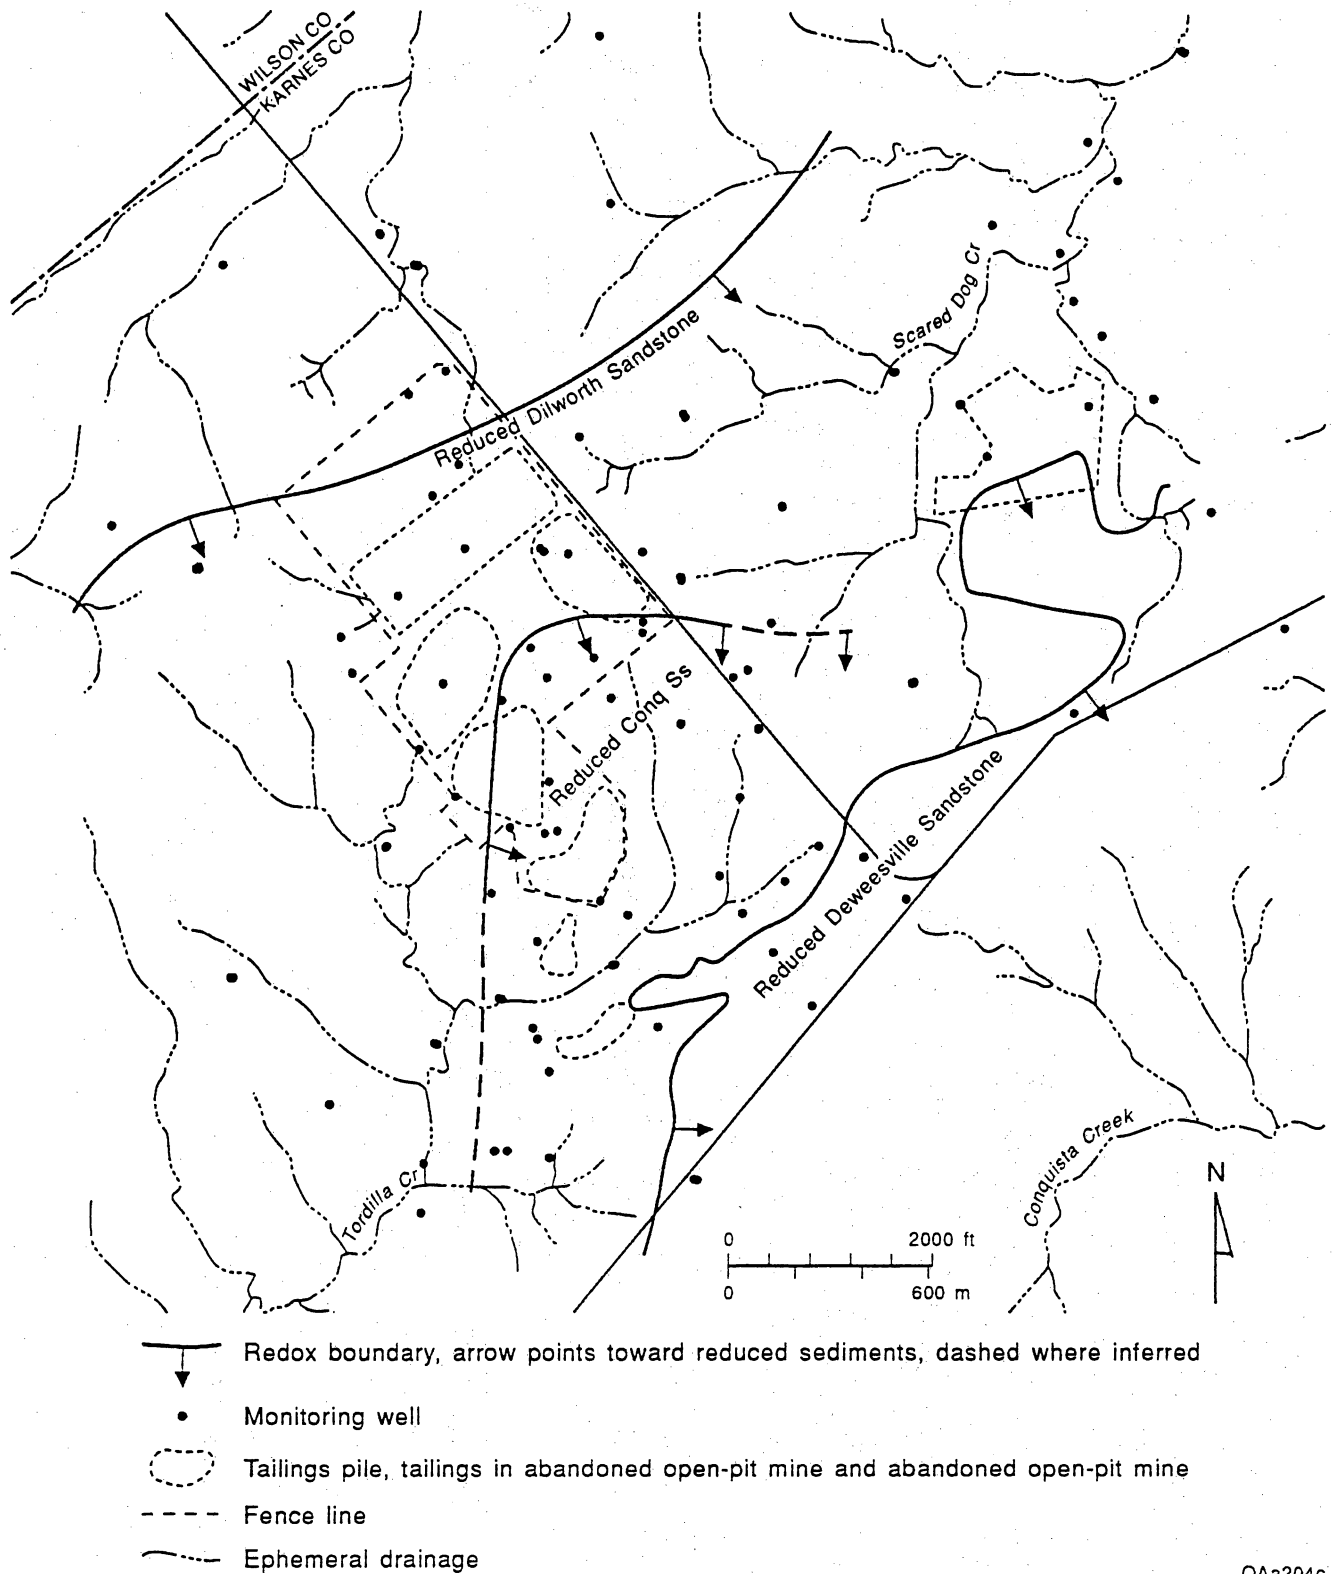 WILSON CO
KARNES CO
Scared Dog Cr
Reduced Dilworth Sandstone
Reduced Conq Ss
Reduced Deweesville Sandstone
Conquista Creek
Tordilla Cr
N
0 2000 ft
0 600 m
Redox boundary, arrow points toward reduced sediments, dashed where inferred
Monitoring well
Tailings pile, tailings in abandoned open-pit mine and abandoned open-pit mine
Fence line
Ephemeral drainage